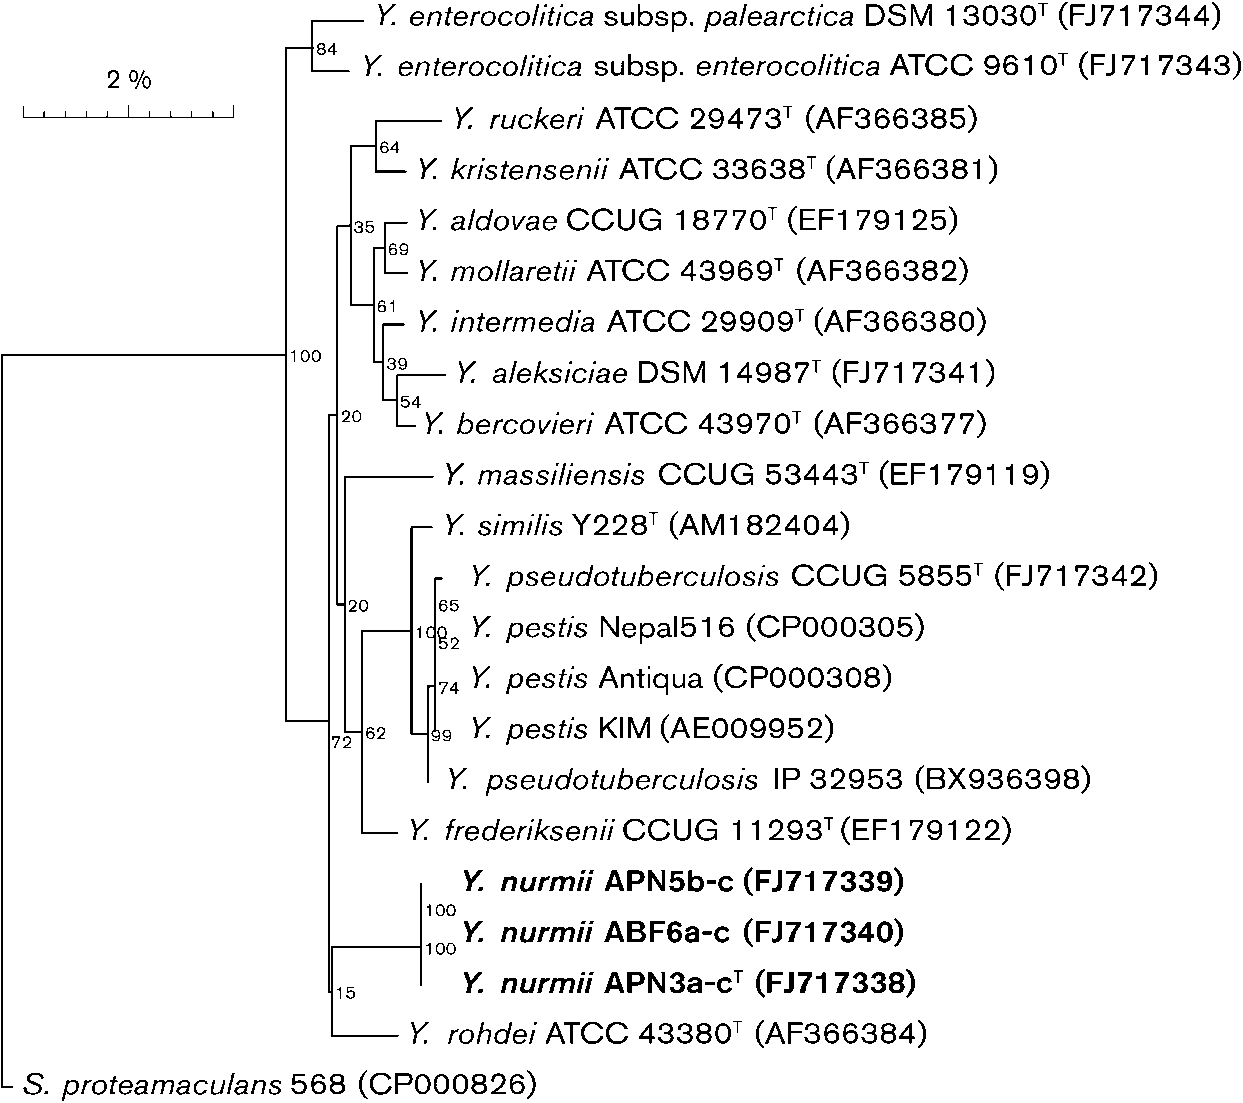 Y. enterocolitica subsp. palearctica DSM 13030ᵀ (FJ717344)
84
Y. enterocolitica subsp. enterocolitica ATCC 9610ᵀ (FJ717343)
2 %
Y. ruckeri ATCC 29473ᵀ (AF366385)
64
Y. kristensenii ATCC 33638ᵀ (AF366381)
35
Y. aldovae CCUG 18770ᵀ (EF179125)
69
Y. mollaretii ATCC 43969ᵀ (AF366382)
61
Y. intermedia ATCC 29909ᵀ (AF366380)
100
39
Y. aleksiciae DSM 14987ᵀ (FJ717341)
54
20
Y. bercovieri ATCC 43970ᵀ (AF366377)
Y. massiliensis CCUG 53443ᵀ (EF179119)
Y. similis Y228ᵀ (AM182404)
Y. pseudotuberculosis CCUG 5855ᵀ (FJ717342)
20
65
Y. pestis Nepal516 (CP000305)
100
52
Y. pestis Antiqua (CP000308)
74
Y. pestis KIM (AE009952)
72
62
99
Y. pseudotuberculosis IP 32953 (BX936398)
Y. frederiksenii CCUG 11293ᵀ (EF179122)
Y. nurmii APN5b-c (FJ717339)
100
Y. nurmii ABF6a-c (FJ717340)
100
Y. nurmii APN3a-cᵀ (FJ717338)
15
Y. rohdei ATCC 43380ᵀ (AF366384)
S. proteamaculans 568 (CP000826)